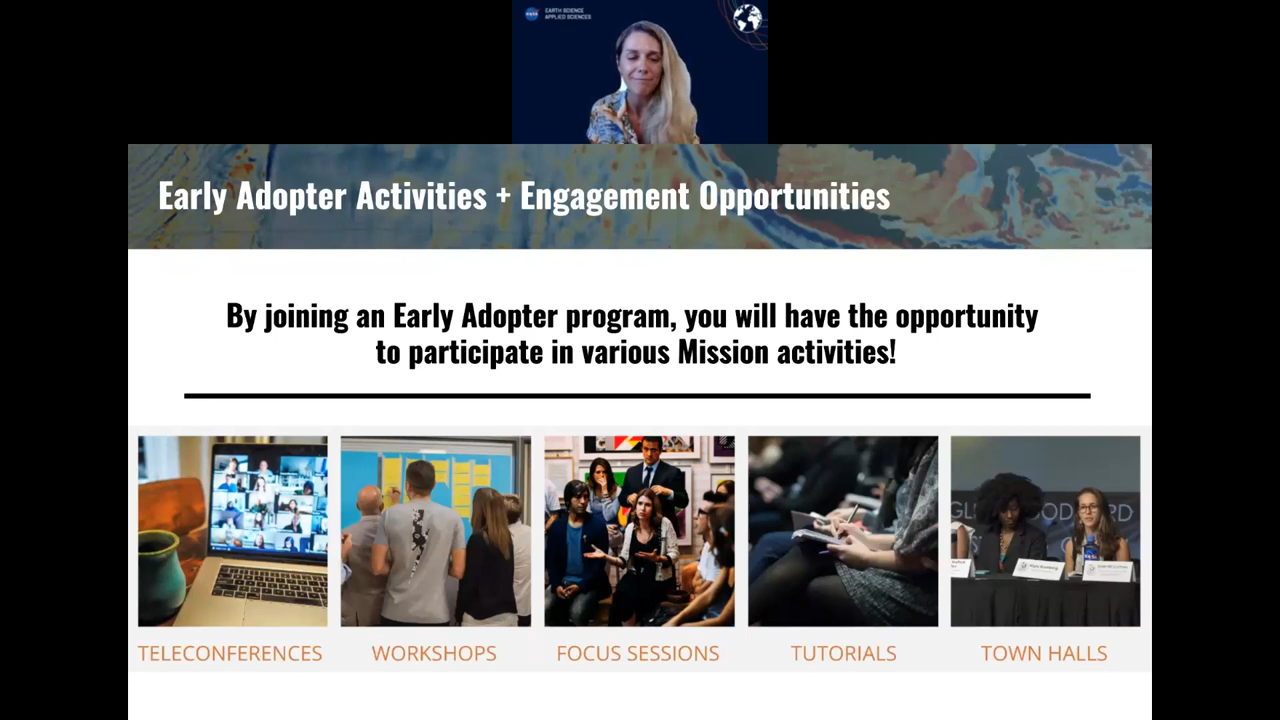 NASA
EARTH SCIENCE
APPLIED SCIENCES
Early Adopter Activities + Engagement Opportunities
By joining an Early Adopter program, you will have the opportunity
to participate in various Mission activities!
TELECONFERENCES
WORKSHOPS
FOCUS SESSIONS
TUTORIALS
TOWN HALLS